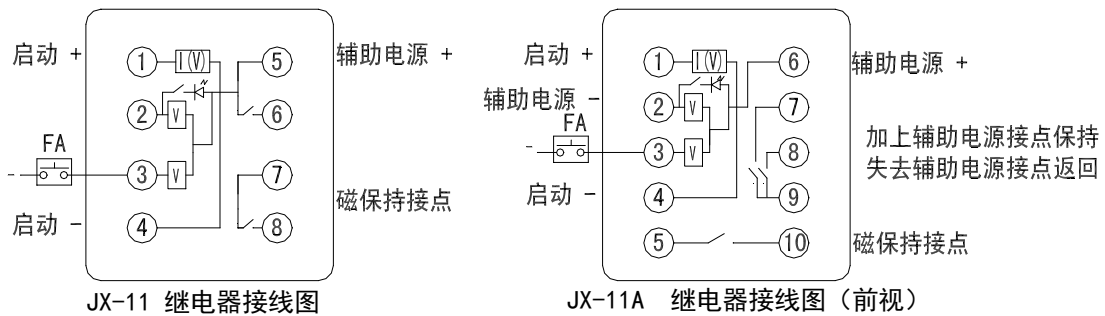 启动 +
①
I(V)
⑤
辅助电源 +
②
V
⑥
FA
-
③
V
⑦
磁保持接点
启动 -
④
⑧
JX-11 继电器接线图
启动 +
①
I(V)
⑥
辅助电源 +
辅助电源 -
②
V
⑦
FA
-
③
V
⑧
加上辅助电源接点保持
失去辅助电源接点返回
启动 -
④
⑨
⑤
⑩
磁保持接点
JX-11A 继电器接线图（前视）